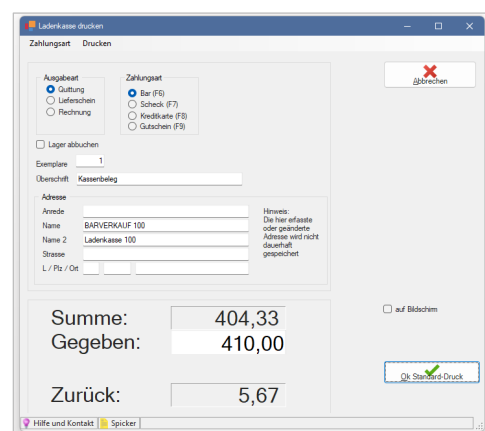 Ladenkasse drucken
Zahlungsart Drucken
Ausgabeart
Quittung
Lieferschein
Rechnung
Zahlungsart
Bar (F6)
Scheck (F7)
Kreditkarte (F8)
Gutschein (F9)
Abbrechen
Lager abbuchen
Exemplare 1
Überschrift Kassenbeleg
Adresse
Anrede
Name BARVERKAUF 100
Name 2 Ladenkasse 100
Strasse
L / Plz / Ort
Hinweis:
Die hier erfasste
oder geänderte
Adresse wird nicht
dauerhaft
gespeichert
Summe: 404,33
Gegeben: 410,00
Zurück: 5,67
auf Bildschirm
Ok Standard-Druck
Hilfe und Kontakt Spicker